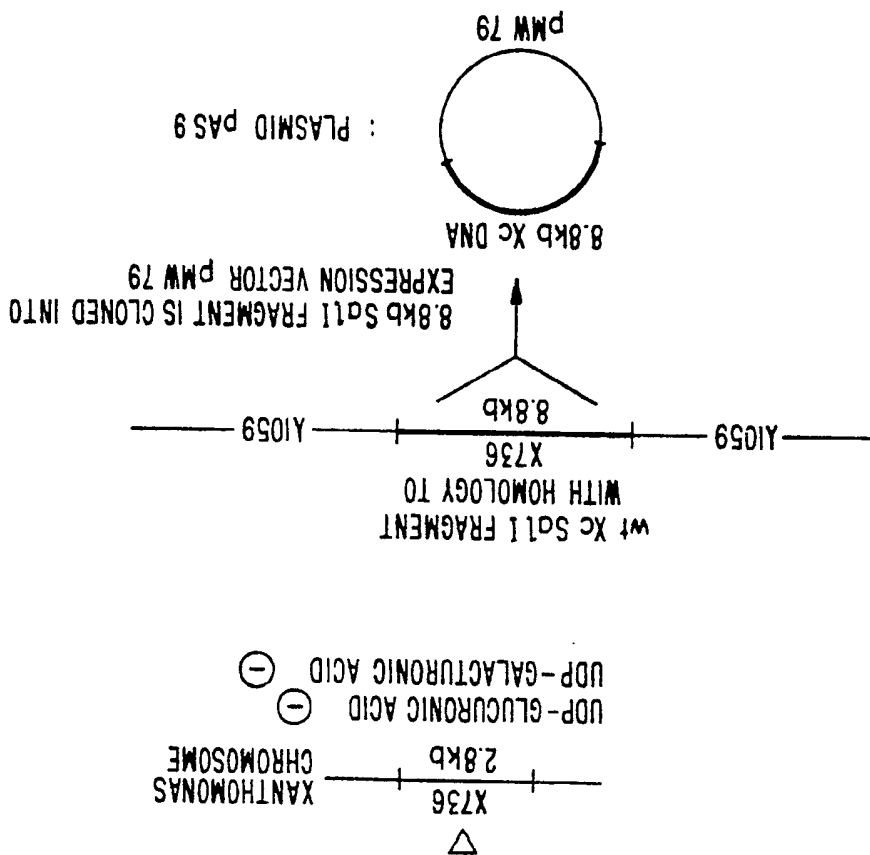 X736
XANTHOMONAS
CHROMOSOME
2.8kb
UDP-GLUCURONIC ACID ⊖
UDP-GALACTURONIC ACID ⊖
wt Xc SalI FRAGMENT
WITH HOMOLOGY TO
X736
λ1059
λ1059
8.8kb
8.8kb SalI FRAGMENT IS CLONED INTO
EXPRESSION VECTOR pMW 79
8.8kb Xc DNA
: PLASMID pAS 9
pMW 79